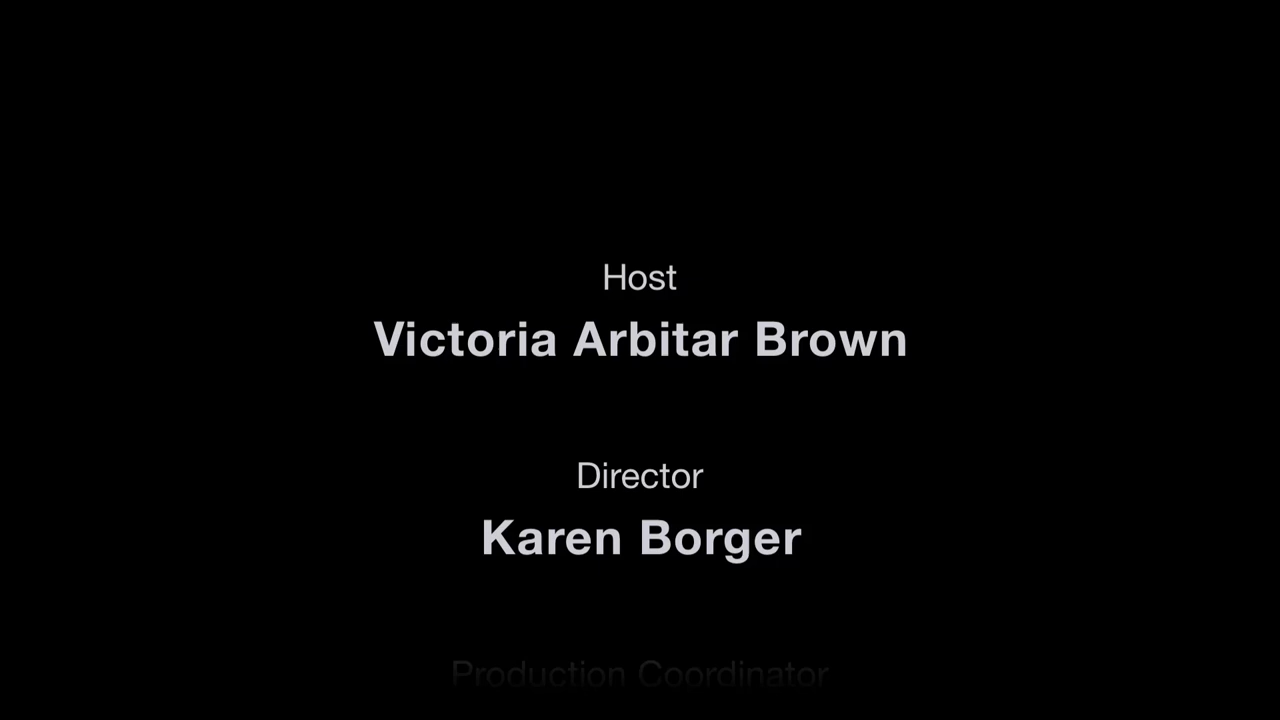 Host
Victoria Arbitar Brown
Director
Karen Borger
Production Coordinator